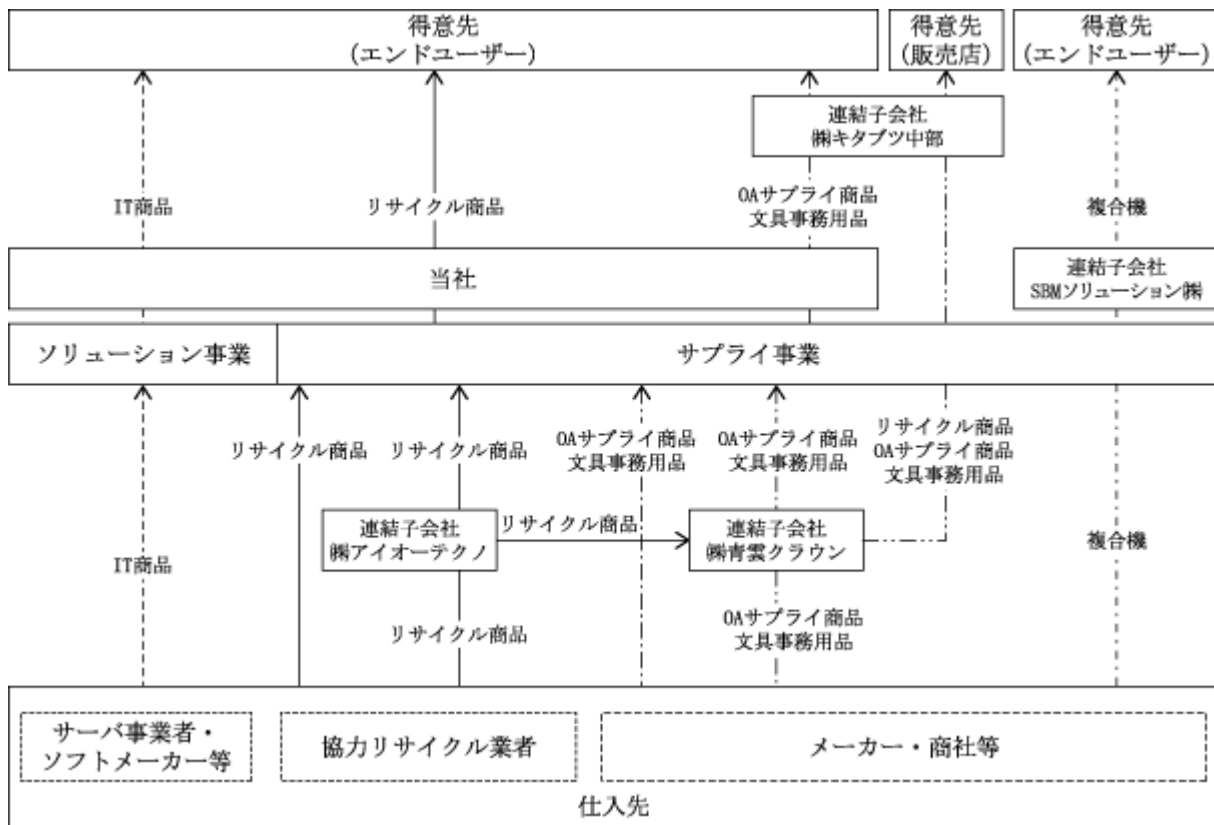 得意先
(エンドユーザー)
得意先
(販売店)
得意先
(エンドユーザー)
連結子会社
㈱キタブツ中部
IT商品
リサイクル商品
OAサプライ商品
文具事務用品
複合機
当社
連結子会社
SBMソリューション㈱
ソリューション事業
サプライ事業
リサイクル商品
リサイクル商品
OAサプライ商品
文具事務用品
OAサプライ商品
文具事務用品
リサイクル商品
OAサプライ商品
文具事務用品
連結子会社
㈱アイオーテクノ
リサイクル商品
連結子会社
㈱青雲クラウン
IT商品
複合機
リサイクル商品
OAサプライ商品
文具事務用品
サーバ事業者・
ソフトメーカー等
協力リサイクル業者
メーカー・商社等
仕入先